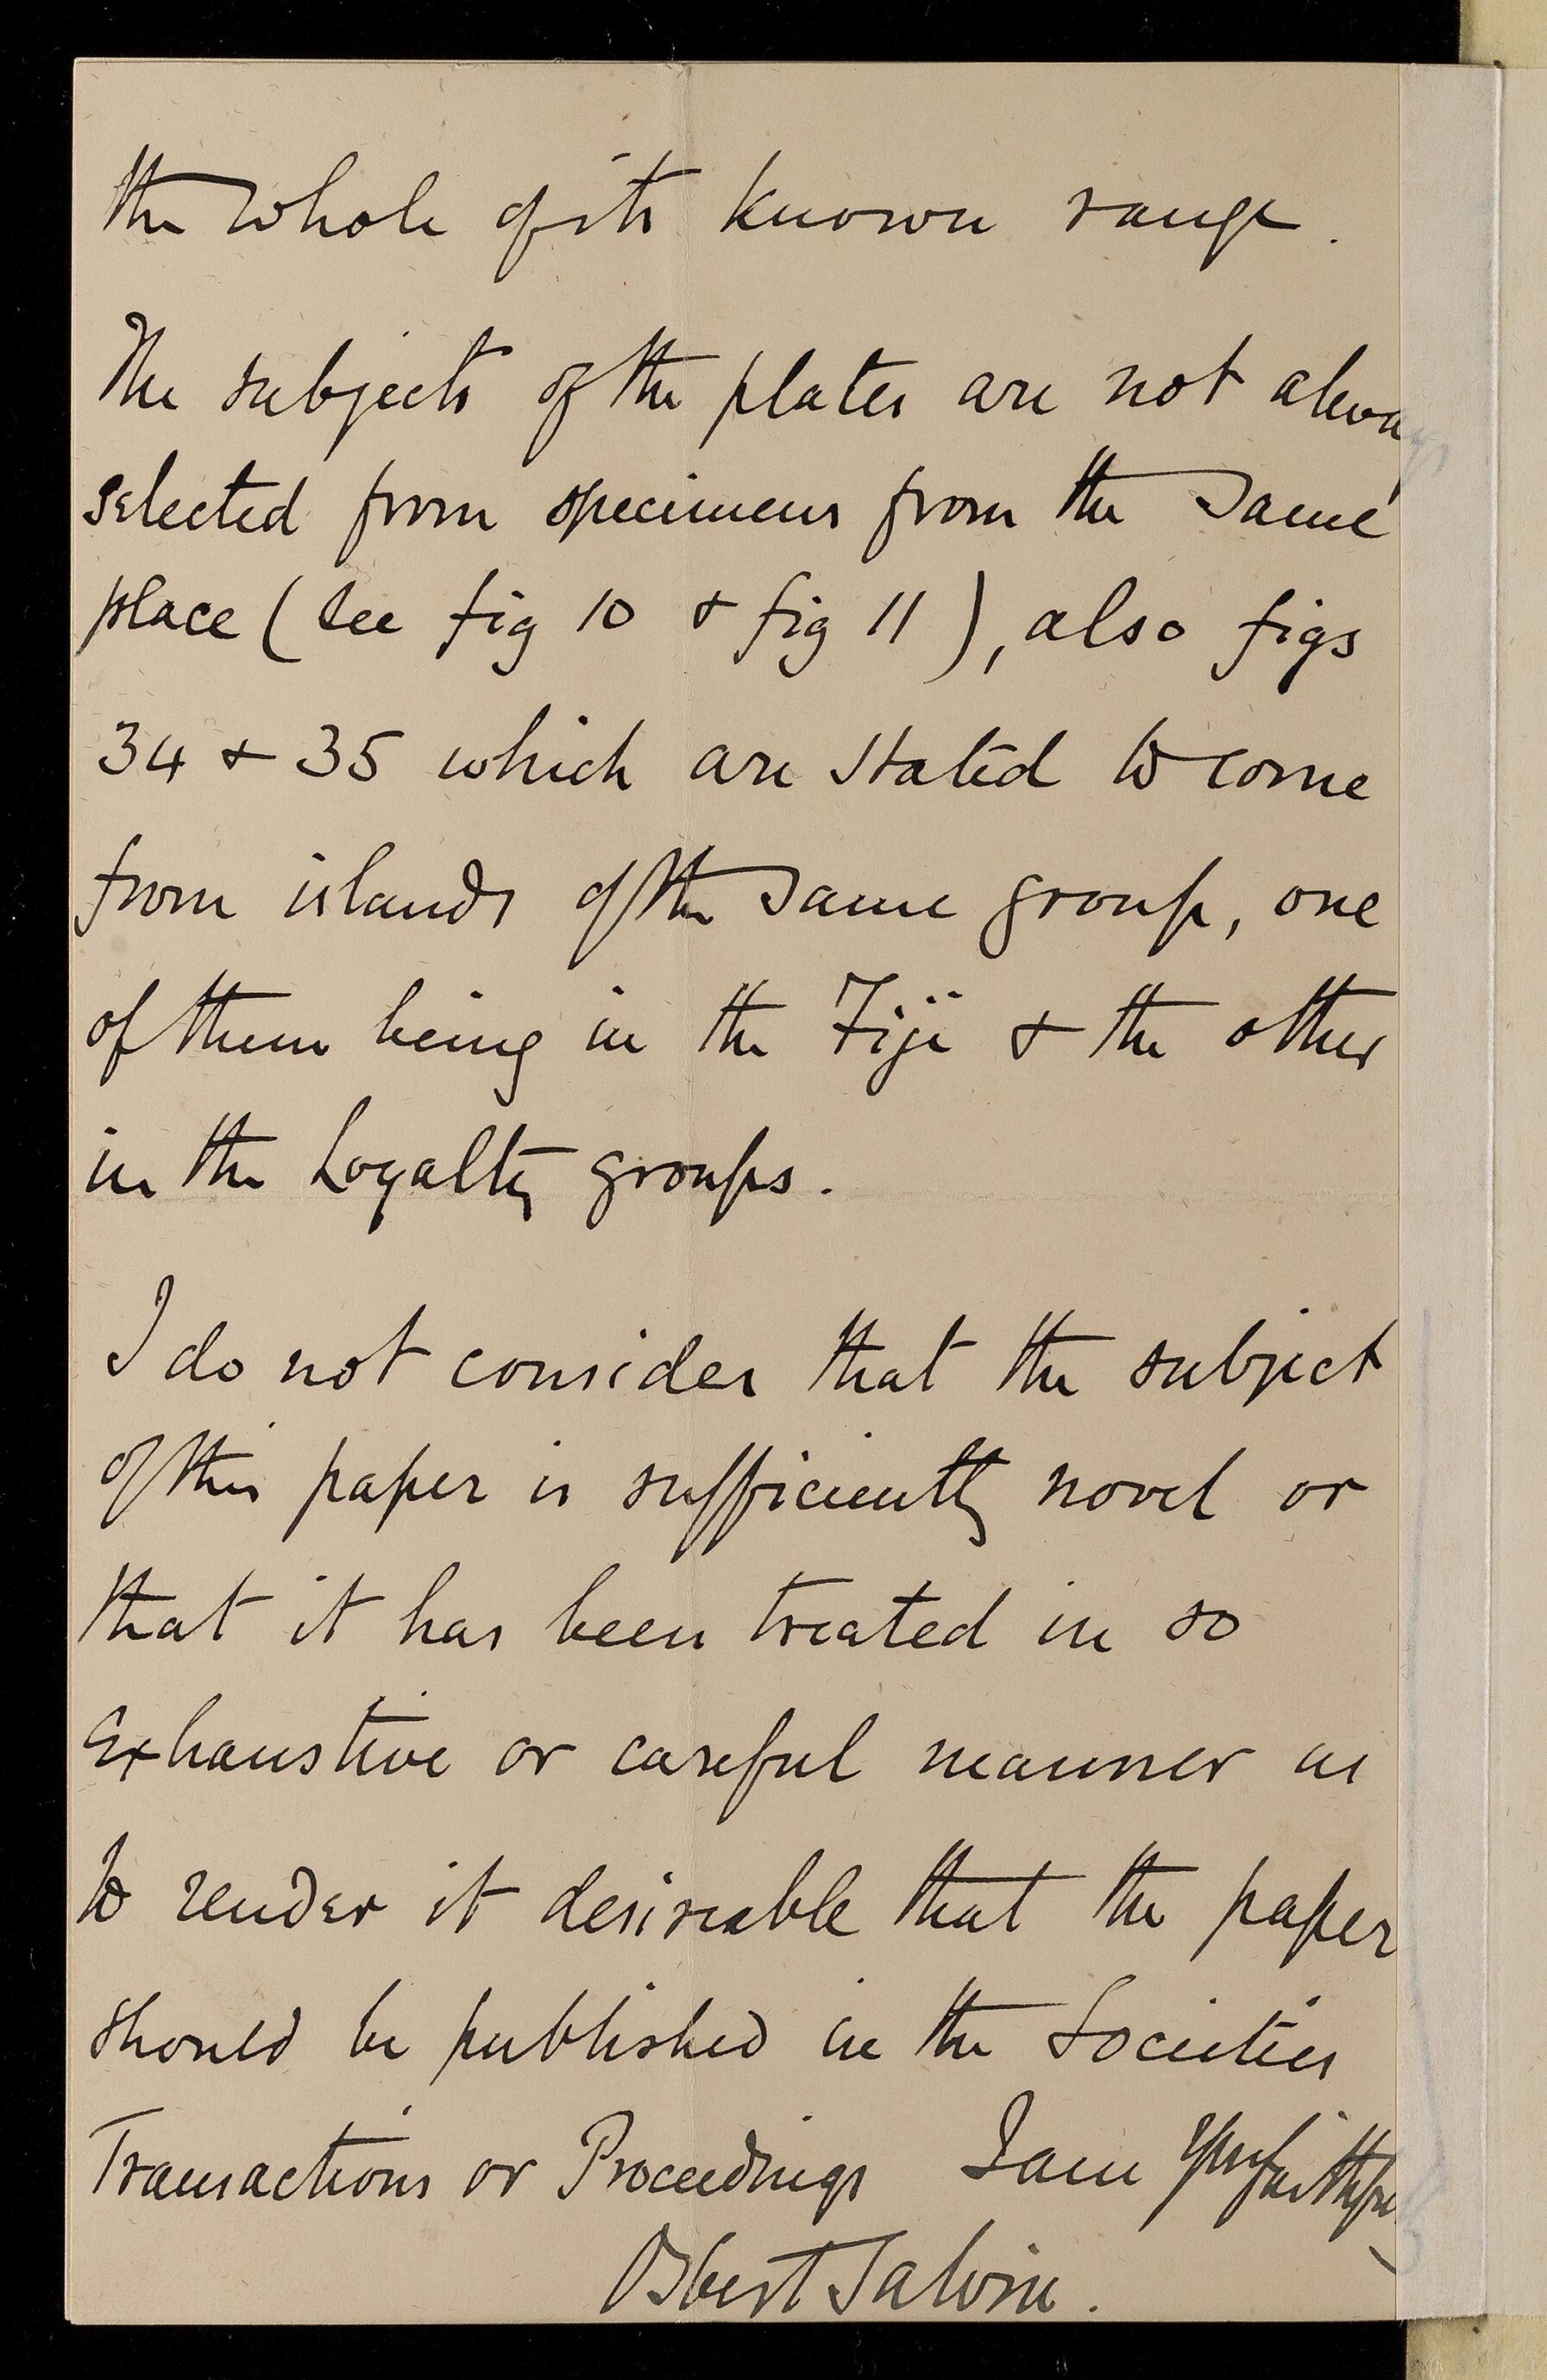 the whole of its known range.
The subjects of the plates are not always
selected from specimens from the same
place (see fig 10 & fig 11), also figs
34 & 35 which are stated to come
from islands of the same group, one
of them being in the Fiji & the other
in the Loyalty groups.
I do not consider that the subject
of this paper is sufficiently novel or
that it has been treated in so
exhaustive or careful manner as
to render it desireable that the paper
should be published in the Societies
Transactions or Proceedings I am Yours faithfully
Osbert Salvin.